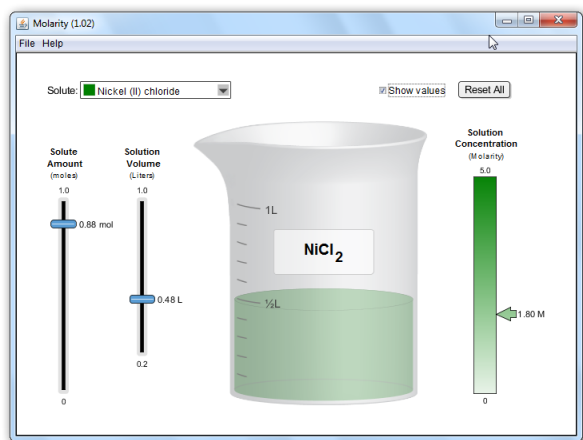 Molarity (1.02)
File Help
Solute: Nickel (II) chloride
Show values
Reset All
Solute
Amount
(moles)
1.0
0.88 mol
0
Solution
Volume
(Liters)
1.0
0.48 L
0.2
1L
NiCl2
½L
Solution
Concentration
(Molarity)
5.0
1.80 M
0